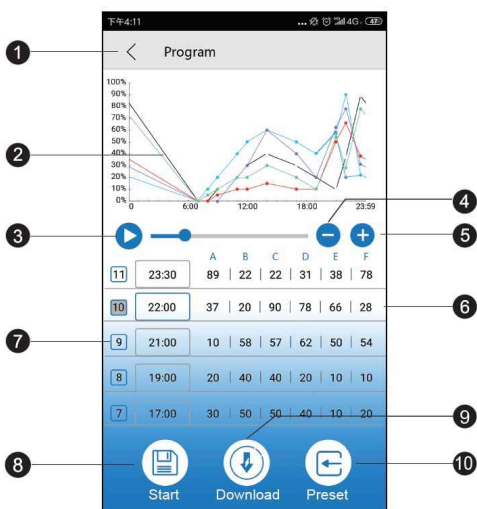 下午4:11 ... 4G 47
1 Program
100%
90%
80%
70%
60%
50%
2 40%
30%
20%
10%
0 6:00 12:00 18:00 23:59
4
3 5
A B C D E F
11 23:30 89 | 22 | 22 | 31 | 38 | 78
10 22:00 37 | 20 | 90 | 78 | 66 | 28 6
7 9 21:00 10 | 58 | 57 | 62 | 50 | 54
8 19:00 20 | 40 | 40 | 20 | 10 | 10
7 17:00 30 | 50 | 50 | 40 | 10 | 20
9
8 10
Start Download Preset